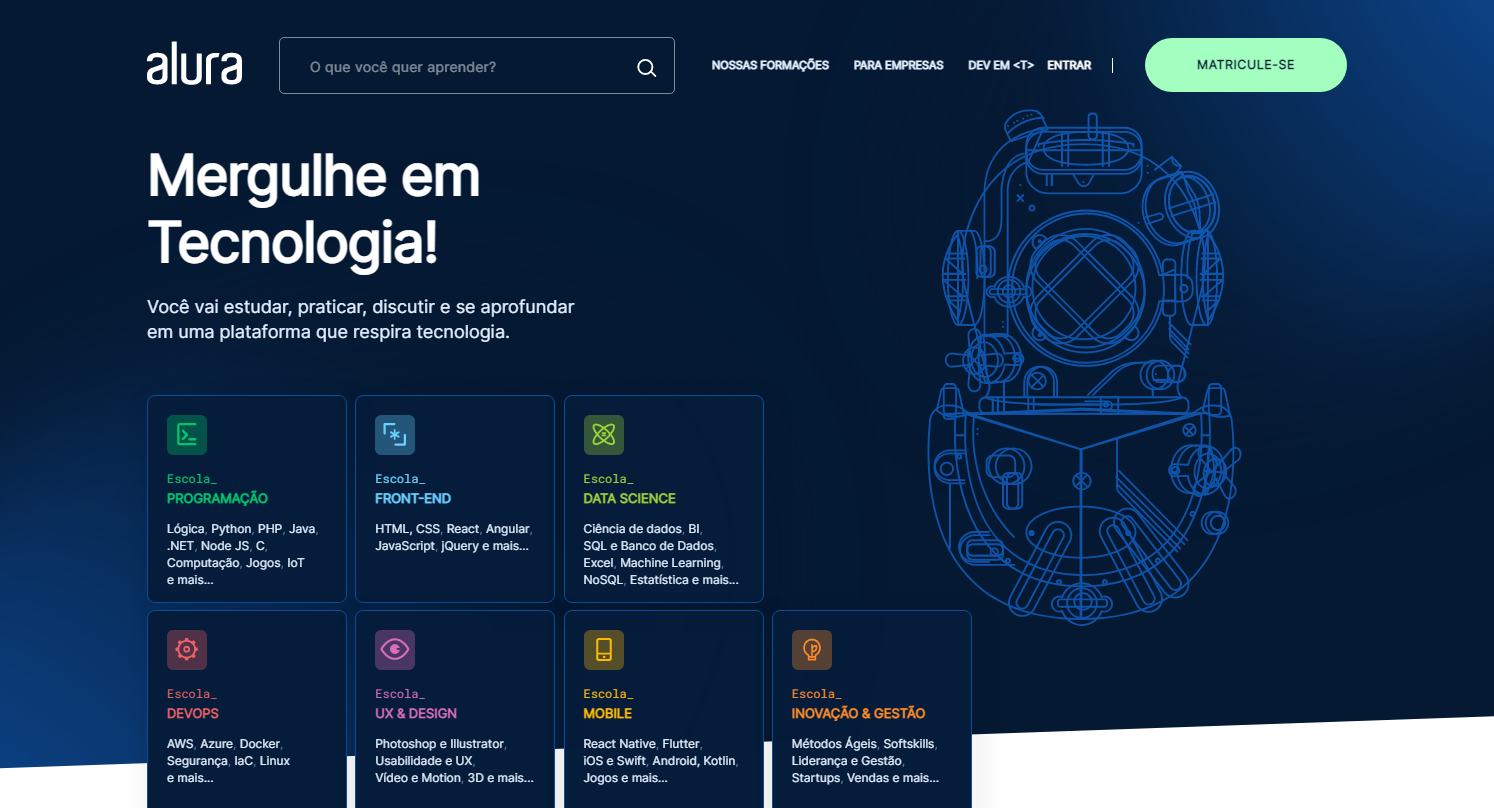 alura
O que você quer aprender?
NOSSAS FORMAÇÕES
PARA EMPRESAS
DEV EM <T>
ENTRAR
MATRICULE-SE
Mergulhe em
Tecnologia!
Você vai estudar, praticar, discutir e se aprofundar
em uma plataforma que respira tecnologia.
Escola_
PROGRAMAÇÃO
Lógica, Python, PHP, Java,
.NET, Node JS, C,
Computação, Jogos, IoT
e mais...
Escola_
FRONT-END
HTML, CSS, React, Angular,
JavaScript, jQuery e mais...
Escola_
DATA SCIENCE
Ciência de dados, BI,
SQL e Banco de Dados,
Excel, Machine Learning,
NoSQL, Estatística e mais...
Escola_
DEVOPS
AWS, Azure, Docker,
Segurança, IaC, Linux
e mais...
Escola_
UX & DESIGN
Photoshop e Illustrator,
Usabilidade e UX,
Vídeo e Motion, 3D e mais...
Escola_
MOBILE
React Native, Flutter,
iOS e Swift, Android, Kotlin,
Jogos e mais...
Escola_
INOVAÇÃO & GESTÃO
Métodos Ágeis, Softskills,
Liderança e Gestão,
Startups, Vendas e mais...